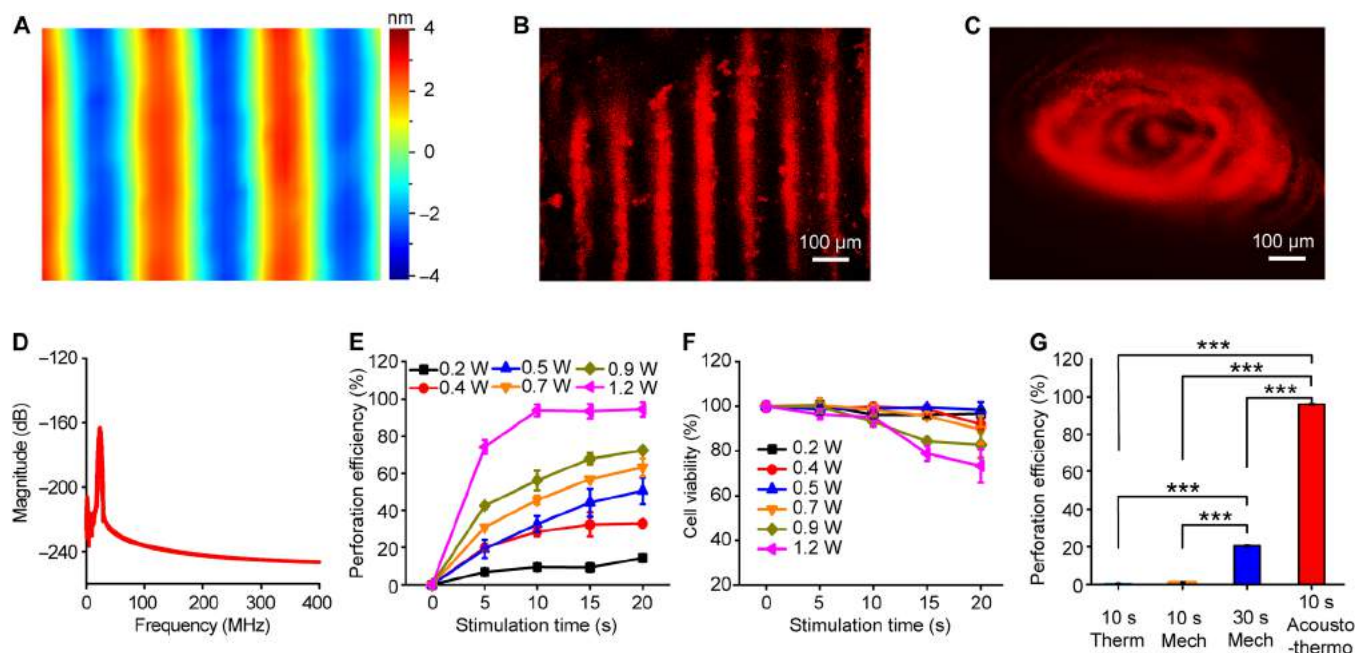 A
nm
4
2
0
−2
−4
B
100 µm
C
100 µm
D
−120
−160
−200
−240
Magnitude (dB)
0 100 200 300 400
Frequency (MHz)
E
120
100
80
60
40
20
0
Perforation efficiency (%)
0.2 W 0.5 W 0.9 W
0.4 W 0.7 W 1.2 W
0 5 10 15 20
Stimulation time (s)
F
120
100
80
60
40
20
Cell viability (%)
0.2 W
0.4 W
0.5 W
0.7 W
0.9 W
1.2 W
0 5 10 15 20
Stimulation time (s)
G
120
100
80
60
40
20
0
Perforation efficiency (%)
***
***
***
***
***
10 s 10 s 30 s 10 s
Therm Mech Mech Acousto
-thermo